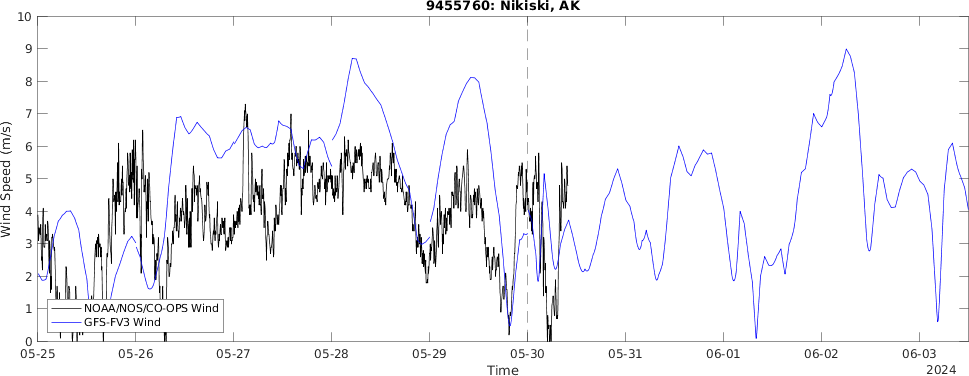 9455760: Nikiski, AK
10
9
8
7
6
5
4
3
2
1
0
Wind Speed (m/s)
NOAA/NOS/CO-OPS Wind
GFS-FV3 Wind
05-25 05-26 05-27 05-28 05-29 05-30 05-31 06-01 06-02 06-03
Time
2024